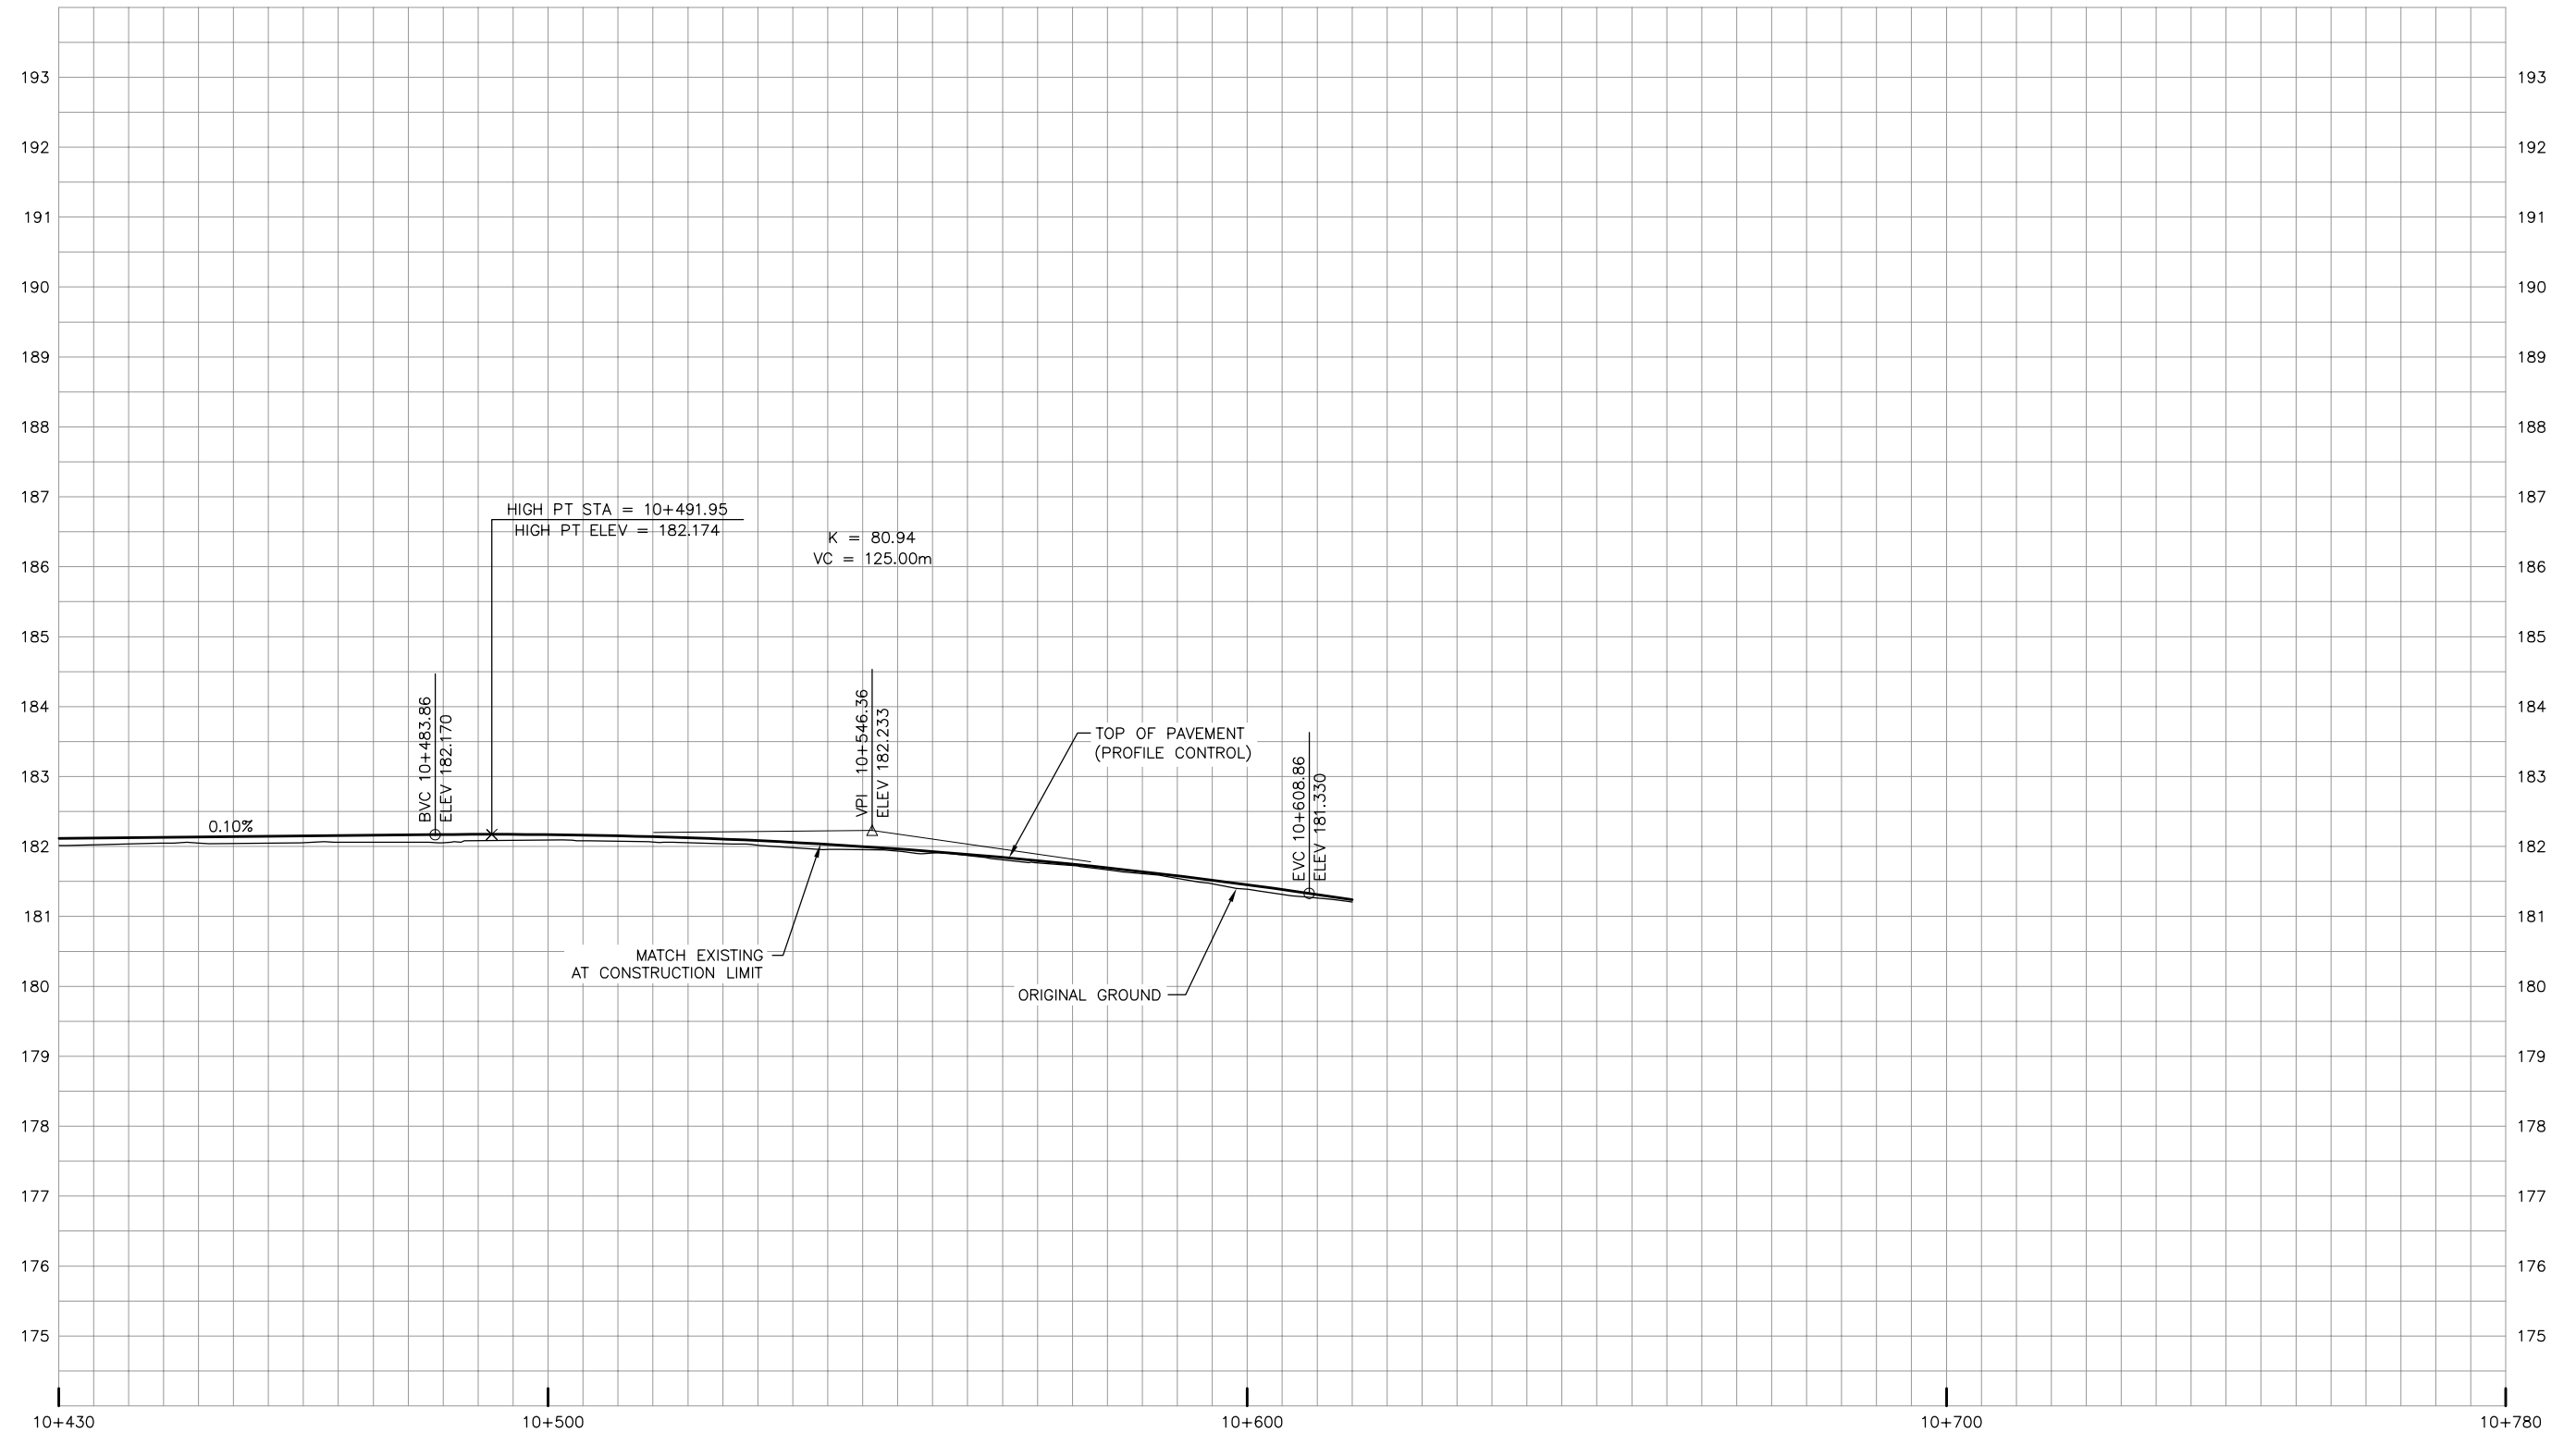 193 193
192 192
191 191
190 190
189 189
188 188
187 187
HIGH PT STA = 10+491.95
HIGH PT ELEV = 182.174
K = 80.94
VC = 125.00m
186 186
185 185
184 184
BVC 10+483.86
ELEV 182.170
VPI 10+546.36
ELEV 182.233
TOP OF PAVEMENT
(PROFILE CONTROL)
EVC 10+608.86
ELEV 181.330
183 183
0.10%
182 182
181 181
MATCH EXISTING
AT CONSTRUCTION LIMIT
ORIGINAL GROUND
180 180
179 179
178 178
177 177
176 176
175 175
10+430 10+500 10+600 10+700 10+780